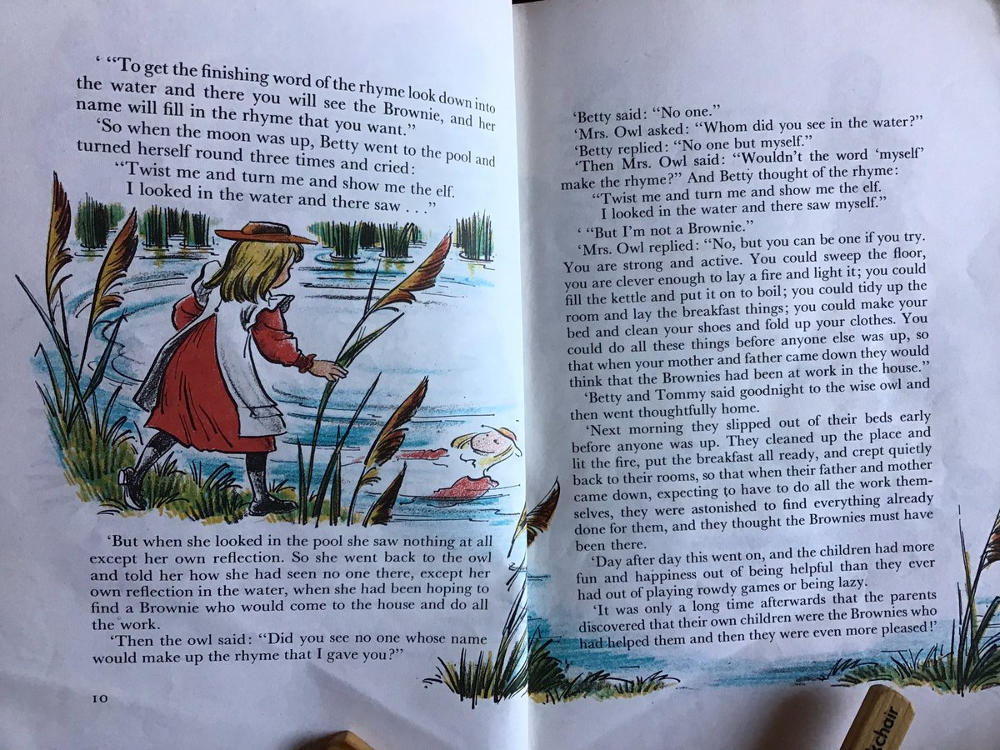 ‘ “To get the finishing word of the rhyme look down into
the water and there you will see the Brownie, and her
name will fill in the rhyme that you want.”
‘So when the moon was up, Betty went to the pool and
turned herself round three times and cried:
“Twist me and turn me and show me the elf.
I looked in the water and there saw . . .”
‘But when she looked in the pool she saw nothing at all
except her own reflection. So she went back to the owl
and told her how she had seen no one there, except her
own reflection in the water, when she had been hoping to
find a Brownie who would come to the house and do all
the work.
‘Then the owl said: “Did you see no one whose name
would make up the rhyme that I gave you?”
10
‘Betty said: “No one.”
‘Mrs. Owl asked: “Whom did you see in the water?”
‘Betty replied: “No one but myself.”
‘Then Mrs. Owl said: “Wouldn’t the word ‘myself’
make the rhyme?” And Betty thought of the rhyme:
“Twist me and turn me and show me the elf.
I looked in the water and there saw myself.”
‘ “But I’m not a Brownie.”
‘Mrs. Owl replied: “No, but you can be one if you try.
You are strong and active. You could sweep the floor,
you are clever enough to lay a fire and light it; you could
fill the kettle and put it on to boil; you could tidy up the
room and lay the breakfast things; you could make your
bed and clean your shoes and fold up your clothes. You
could do all these things before anyone else was up, so
that when your mother and father came down they would
think that the Brownies had been at work in the house.”
‘Betty and Tommy said goodnight to the wise owl and
then went thoughtfully home.
‘Next morning they slipped out of their beds early
before anyone was up. They cleaned up the place and
lit the fire, put the breakfast all ready, and crept quietly
back to their rooms, so that when their father and mother
came down, expecting to have to do all the work them-
selves, they were astonished to find everything already
done for them, and they thought the Brownies must have
been there.
‘Day after day this went on, and the children had more
fun and happiness out of being helpful than they ever
had out of playing rowdy games or being lazy.
‘It was only a long time afterwards that the parents
discovered that their own children were the Brownies who
had helped them and then they were even more pleased!’